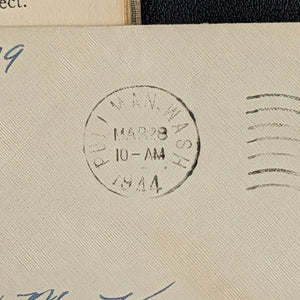 ect.
19
PULLMAN, WASH
MAR 28
10-AM
1944